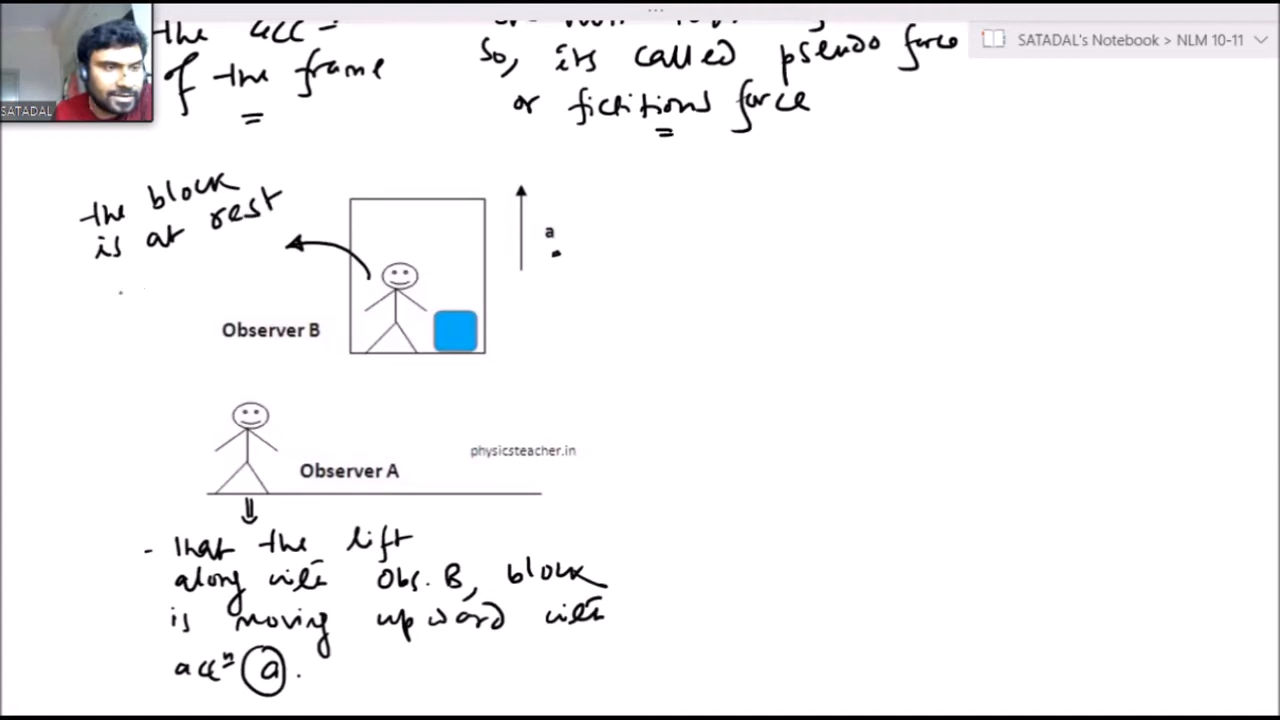 the acc
of the frame
So, its called pseudo force
or fictitious force
SATADAL's Notebook > NLM 10-11
SATADAL
the block
is at rest
a
Observer B
physicsteacher.in
Observer A
- that the lift
along with Obs. B, block
is moving upward with
accⁿ a.